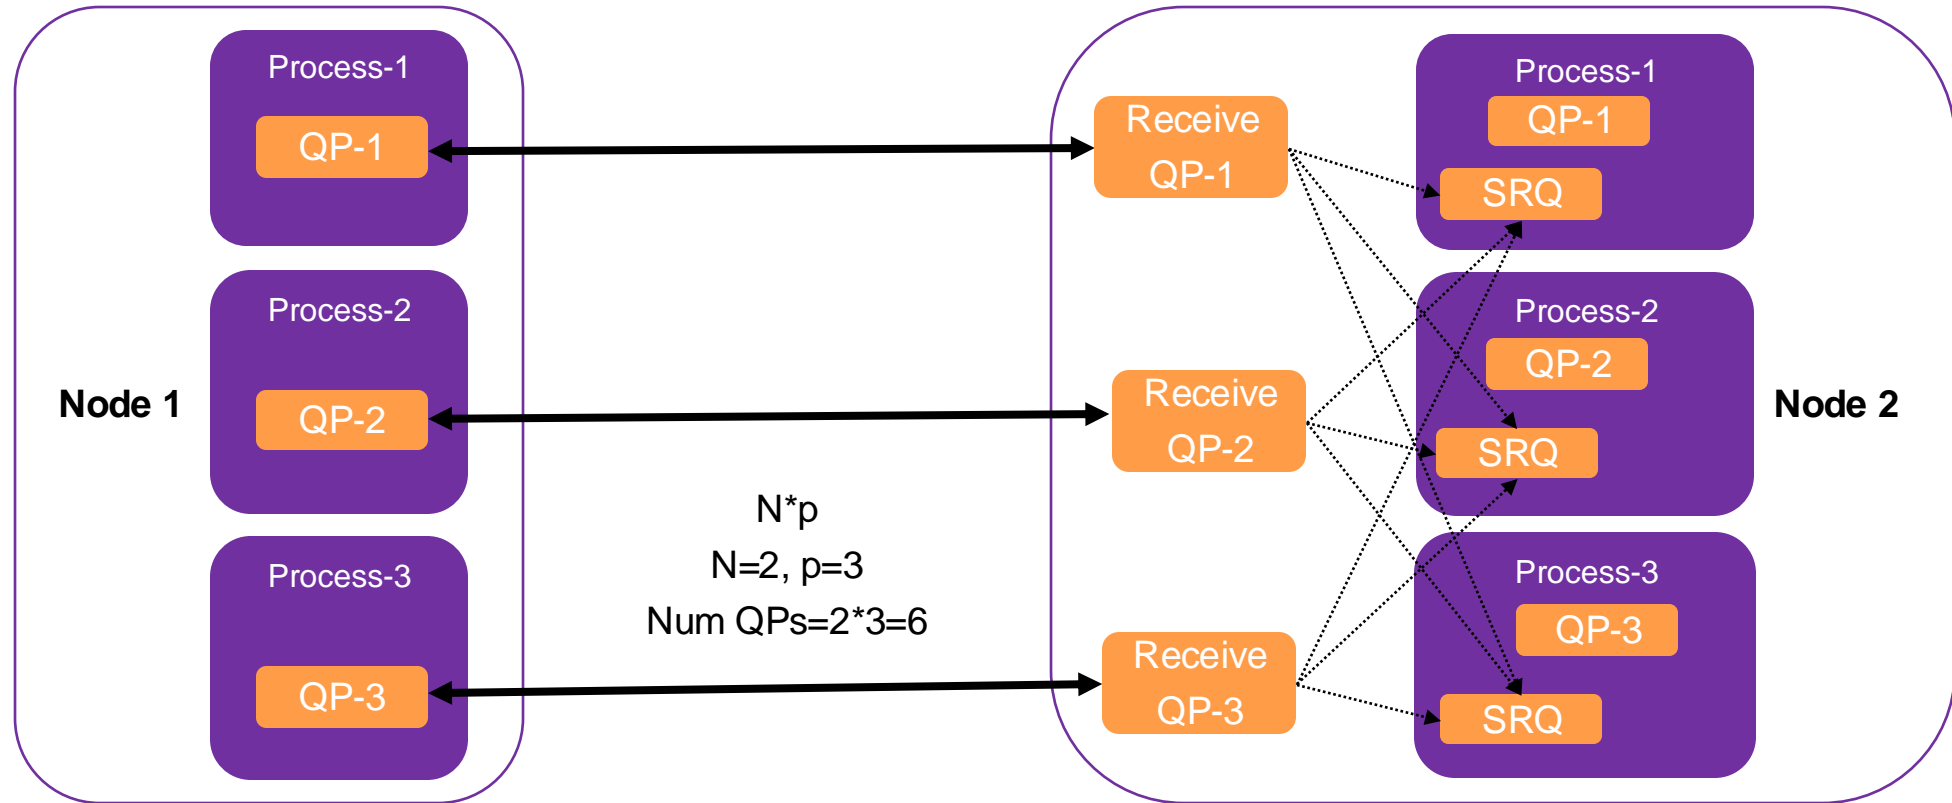 Node 1
Process-1
QP-1
Process-2
QP-2
Process-3
QP-3
N*p
N=2, p=3
Num QPs=2*3=6
Receive
QP-1
Receive
QP-2
Receive
QP-3
Process-1
QP-1
SRQ
Process-2
QP-2
SRQ
Process-3
QP-3
SRQ
Node 2